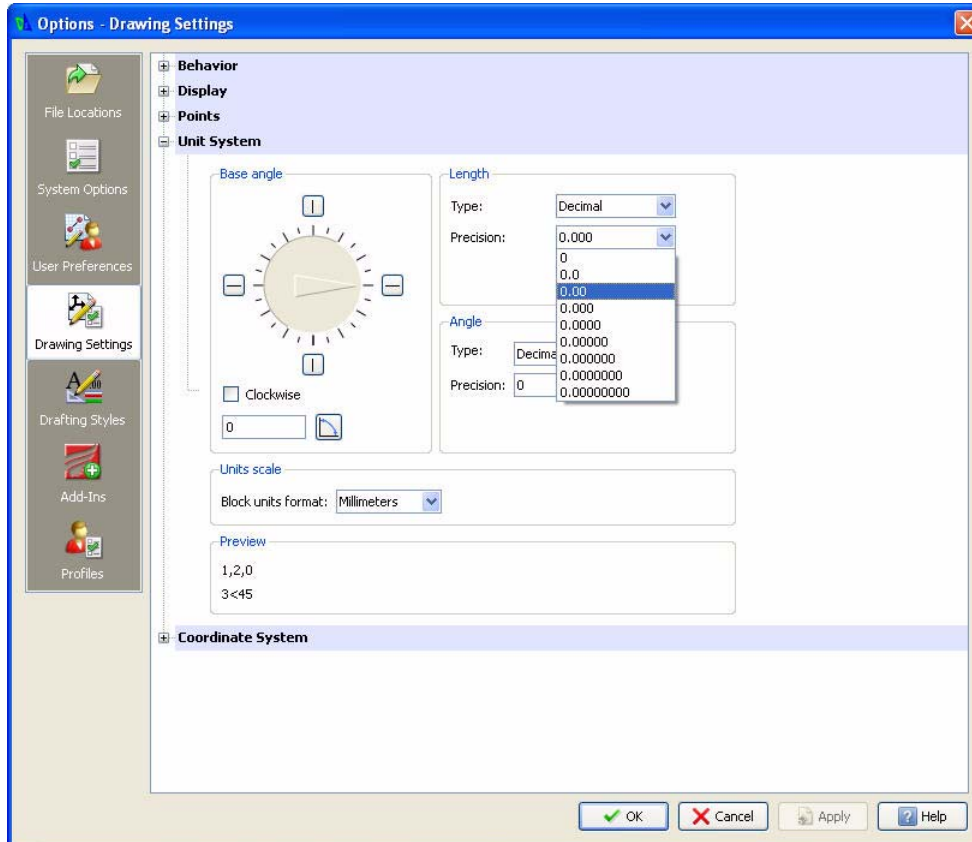 Options - Drawing Settings
File Locations
System Options
User Preferences
Drawing Settings
Drafting Styles
Add-Ins
Profiles
Behavior
Display
Points
Unit System
Base angle
Clockwise
0
Length
Type: Decimal
Precision: 0.000
0
0.0
0.00
0.000
0.0000
0.00000
0.000000
0.0000000
0.00000000
Angle
Type: Decima
Precision: 0
Units scale
Block units format: Millimeters
Preview
1,2,0
3<45
Coordinate System
OK
Cancel
Apply
Help